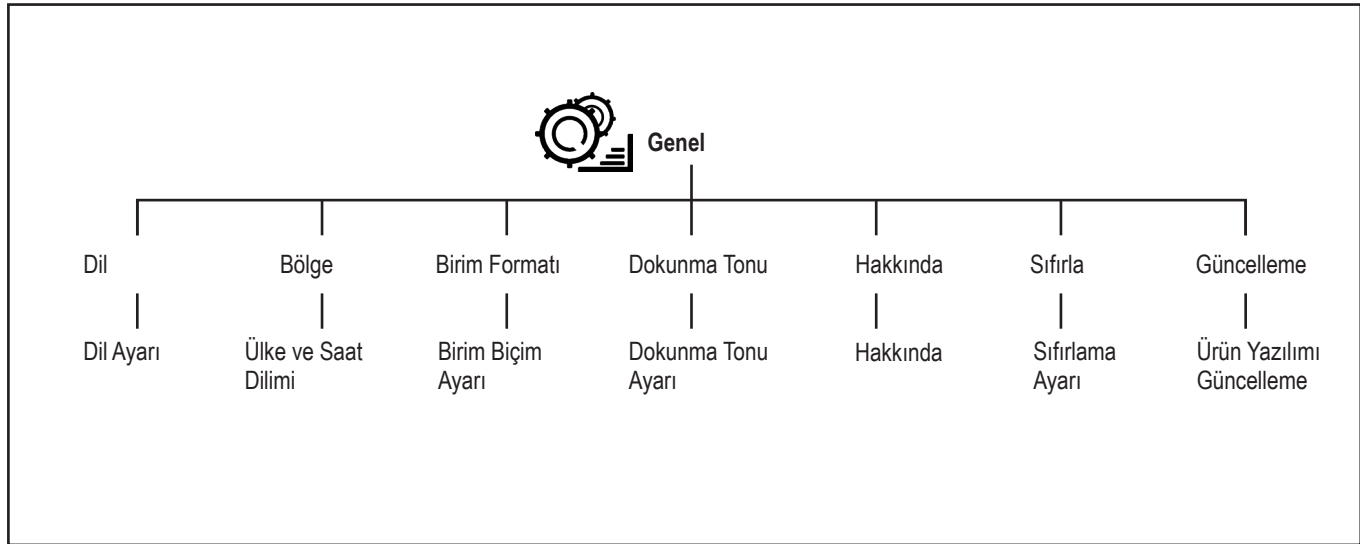 Genel
Dil
Bölge
Birim Formatı
Dokunma Tonu
Hakkında
Sıfırla
Güncelleme
Dil Ayarı
Ülke ve Saat
Dilimi
Birim Biçim
Ayarı
Dokunma Tonu
Ayarı
Hakkında
Sıfırlama
Ayarı
Ürün Yazılımı
Güncelleme